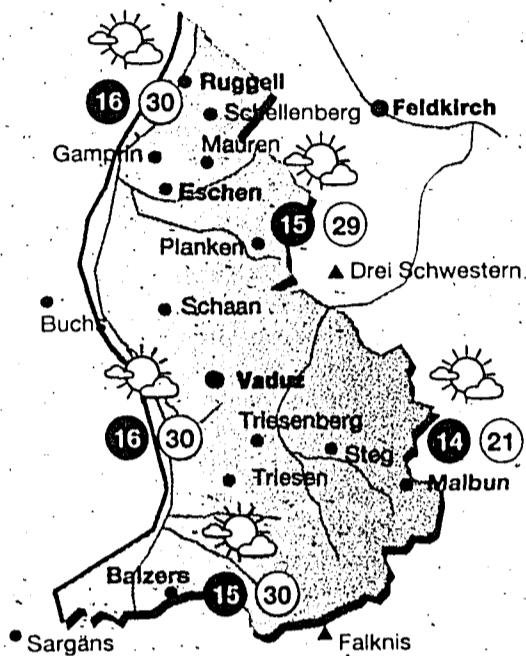 16 30
Ruggell
Schellenberg
Feldkirch
Gamprin
Mauren
Eschen
15 29
Planken
Drei Schwestern
Buchs
Schaan
Vaduz
16 30
Triesenberg
Steg
14 21
Triesen
Malbun
Balzers
15 30
Sargäns
Falknis